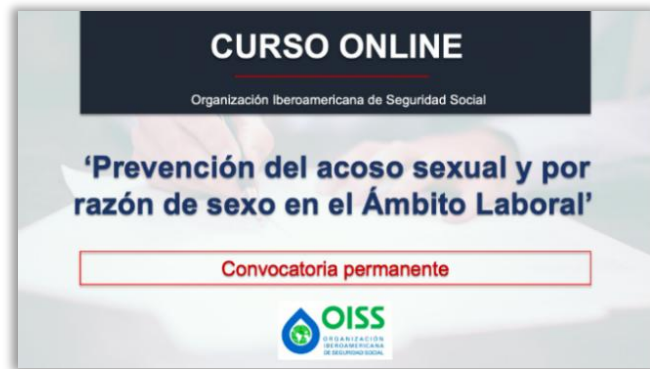 CURSO ONLINE
Organización Iberoamericana de Seguridad Social
‘Prevención del acoso sexual y por
razón de sexo en el Ámbito Laboral’
Convocatoria permanente
OISS
ORGANIZACIÓN
IBEROAMERICANA
DE SEGURIDAD SOCIAL